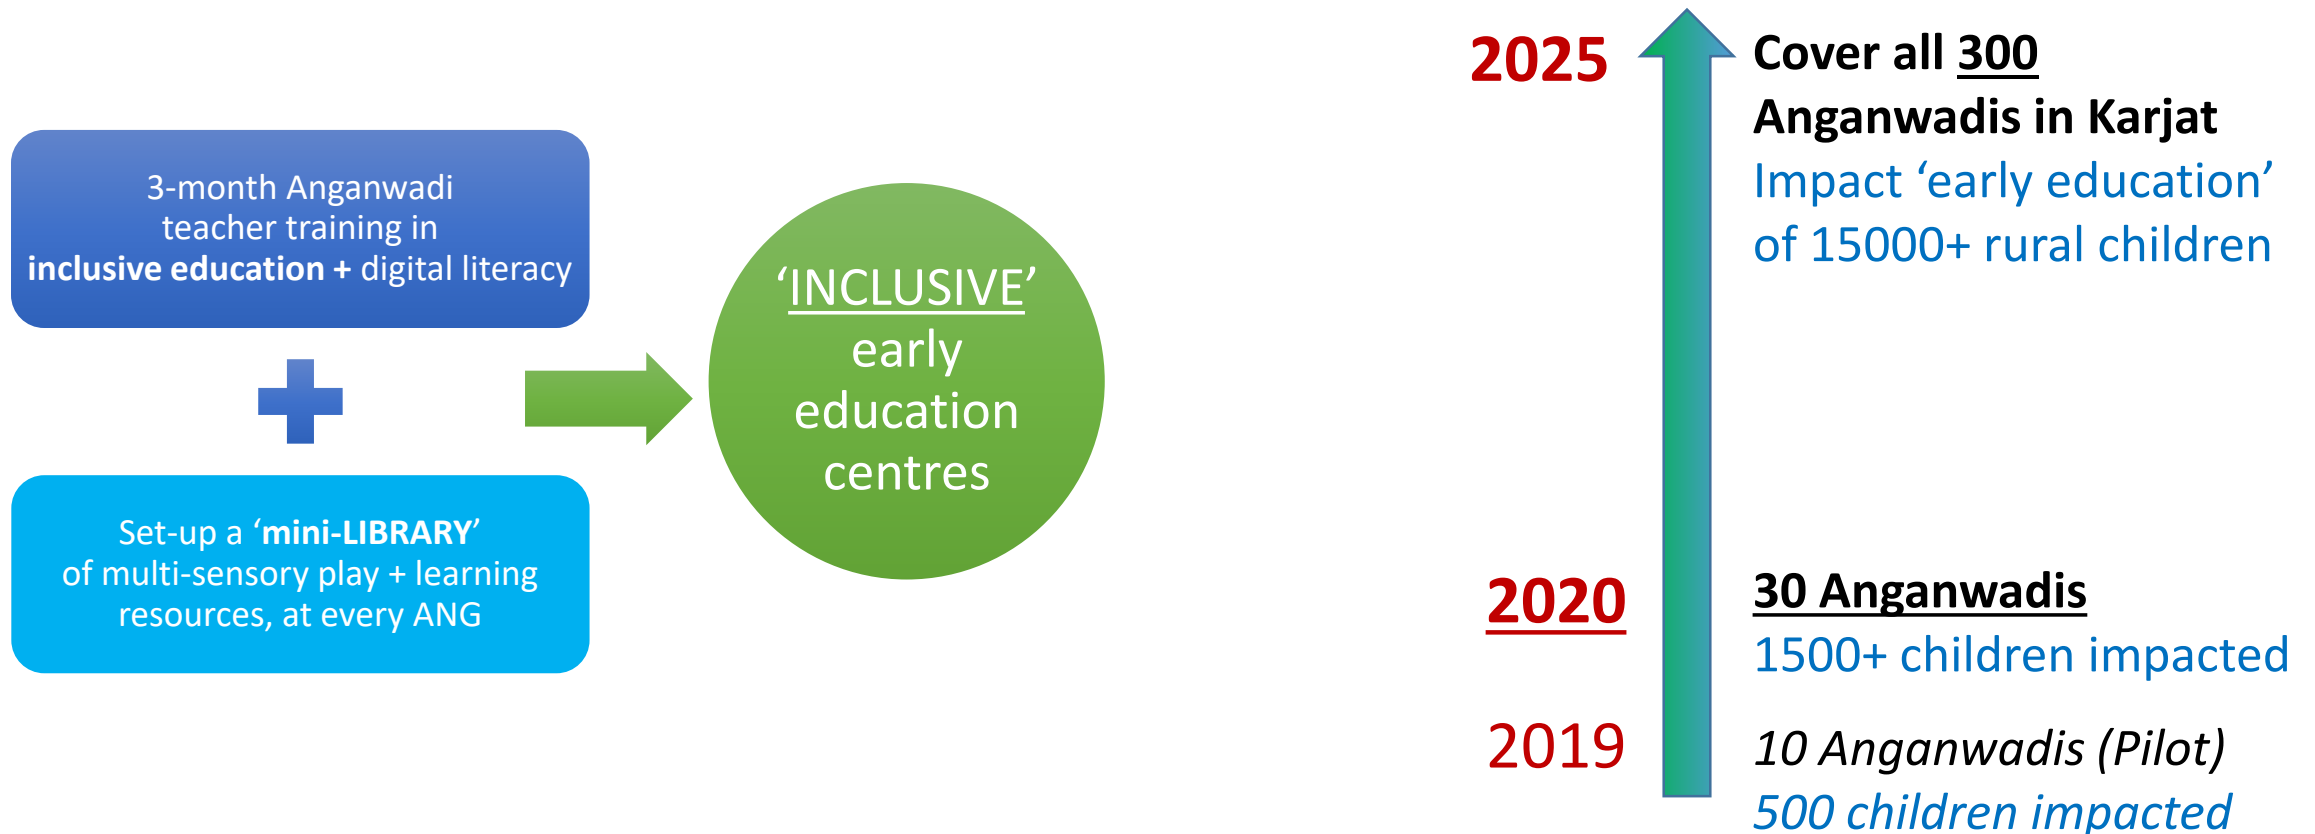 3-month Anganwadi
teacher training in
inclusive education + digital literacy
Set-up a ‘mini-LIBRARY’
of multi-sensory play + learning
resources, at every ANG
‘INCLUSIVE’
early
education
centres
2025
Cover all 300
Anganwadis in Karjat
Impact ‘early education’
of 15000+ rural children
2020
30 Anganwadis
1500+ children impacted
2019
10 Anganwadis (Pilot)
500 children impacted